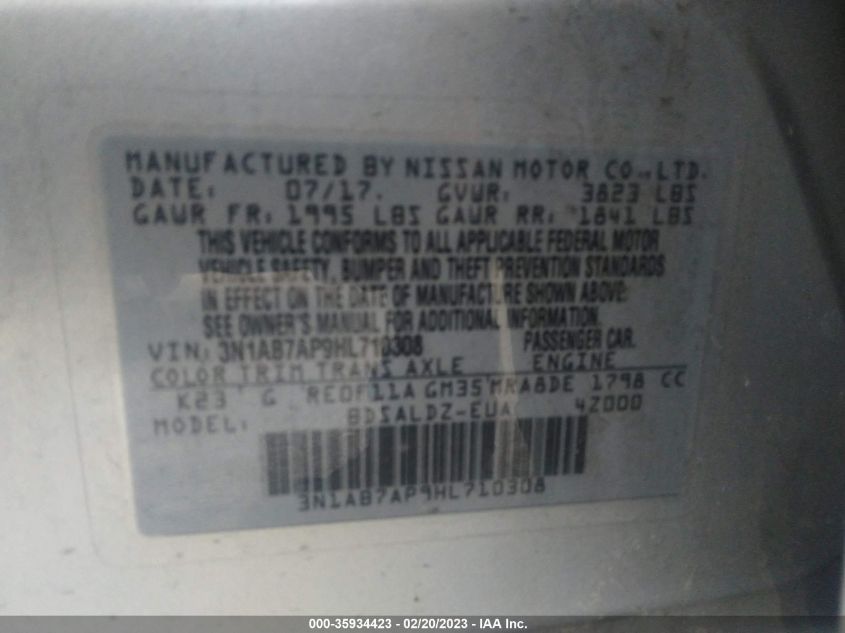 MANUFACTURED BY NISSAN MOTOR CO.,LTD.
DATE: 07/17. GVWR: 3823 LBS
GAWR FR: 1995 LBS GAWR RR: 1841 LBS
THIS VEHICLE CONFORMS TO ALL APPLICABLE FEDERAL MOTOR
VEHICLE SAFETY, BUMPER AND THEFT PREVENTION STANDARDS
IN EFFECT ON THE DATE OF MANUFACTURE SHOWN ABOVE:
SEE OWNER'S MANUAL FOR ADDITIONAL INFORMATION.
VIN: 3N1AB7AP9HL710308 PASSENGER CAR.
COLOR TRIM TRANS AXLE ENGINE
K23 G RE0F11A GM35 MRA8DE 1798 CC
MODEL: BDSALDZ-EUA 42000
3N1AB7AP9HL710308
000-35934423 - 02/20/2023 - IAA Inc.